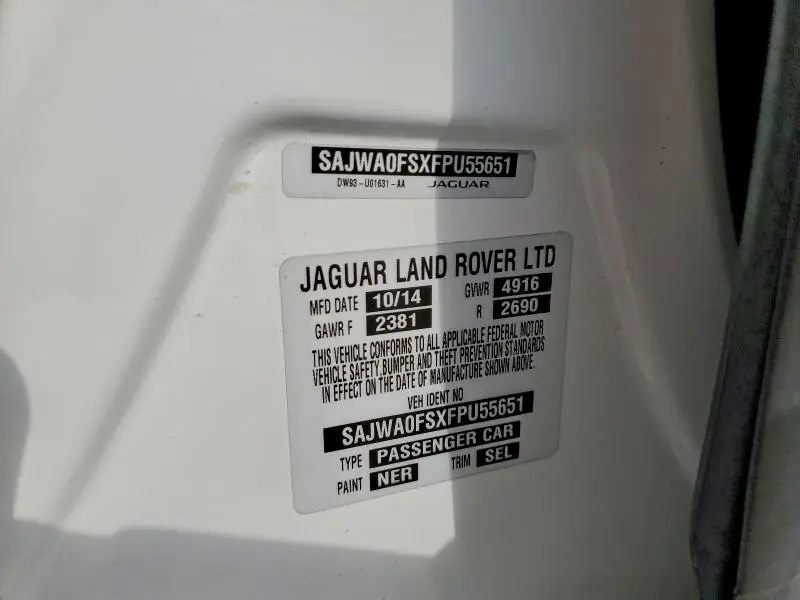 SAJWA0FSXFPU55651
DW93-U01631-AA JAGUAR
JAGUAR LAND ROVER LTD
MFD DATE 10/14 GVWR 4916
GAWR F 2381 R 2690
THIS VEHICLE CONFORMS TO ALL APPLICABLE FEDERAL MOTOR
VEHICLE SAFETY,BUMPER AND THEFT PREVENTION STANDARDS
IN EFFECT ON THE DATE OF MANUFACTURE SHOWN ABOVE.
VEH IDENT NO
SAJWA0FSXFPU55651
TYPE PASSENGER CAR
PAINT NER TRIM SEL